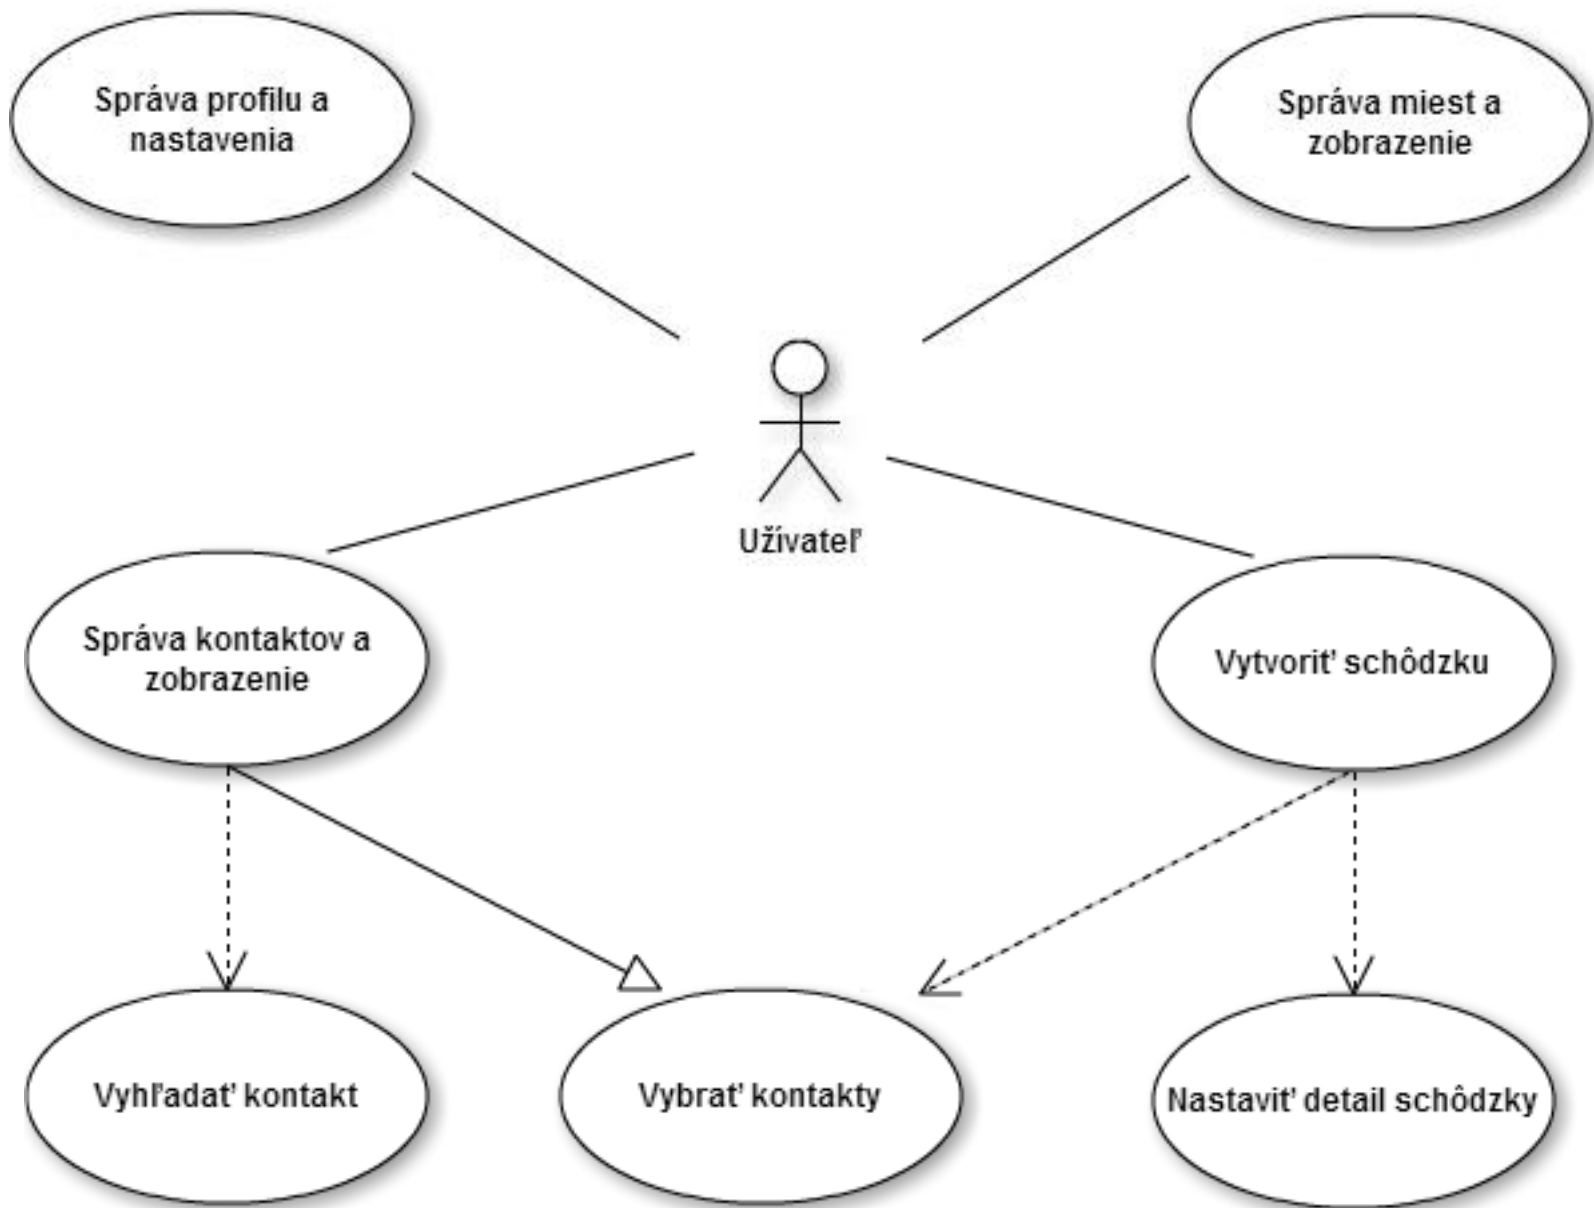 Správa profilu a
nastavenia
Správa miest a
zobrazenie
Užívateľ
Správa kontaktov a
zobrazenie
Vytvoriť schôdzku
Vyhľadať kontakt
Vybrať kontakty
Nastaviť detail schôdzky